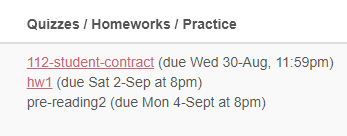 Quizzes / Homeworks / Practice
112-student-contract (due Wed 30-Aug, 11:59pm)
hw1 (due Sat 2-Sep at 8pm)
pre-reading2 (due Mon 4-Sept at 8pm)